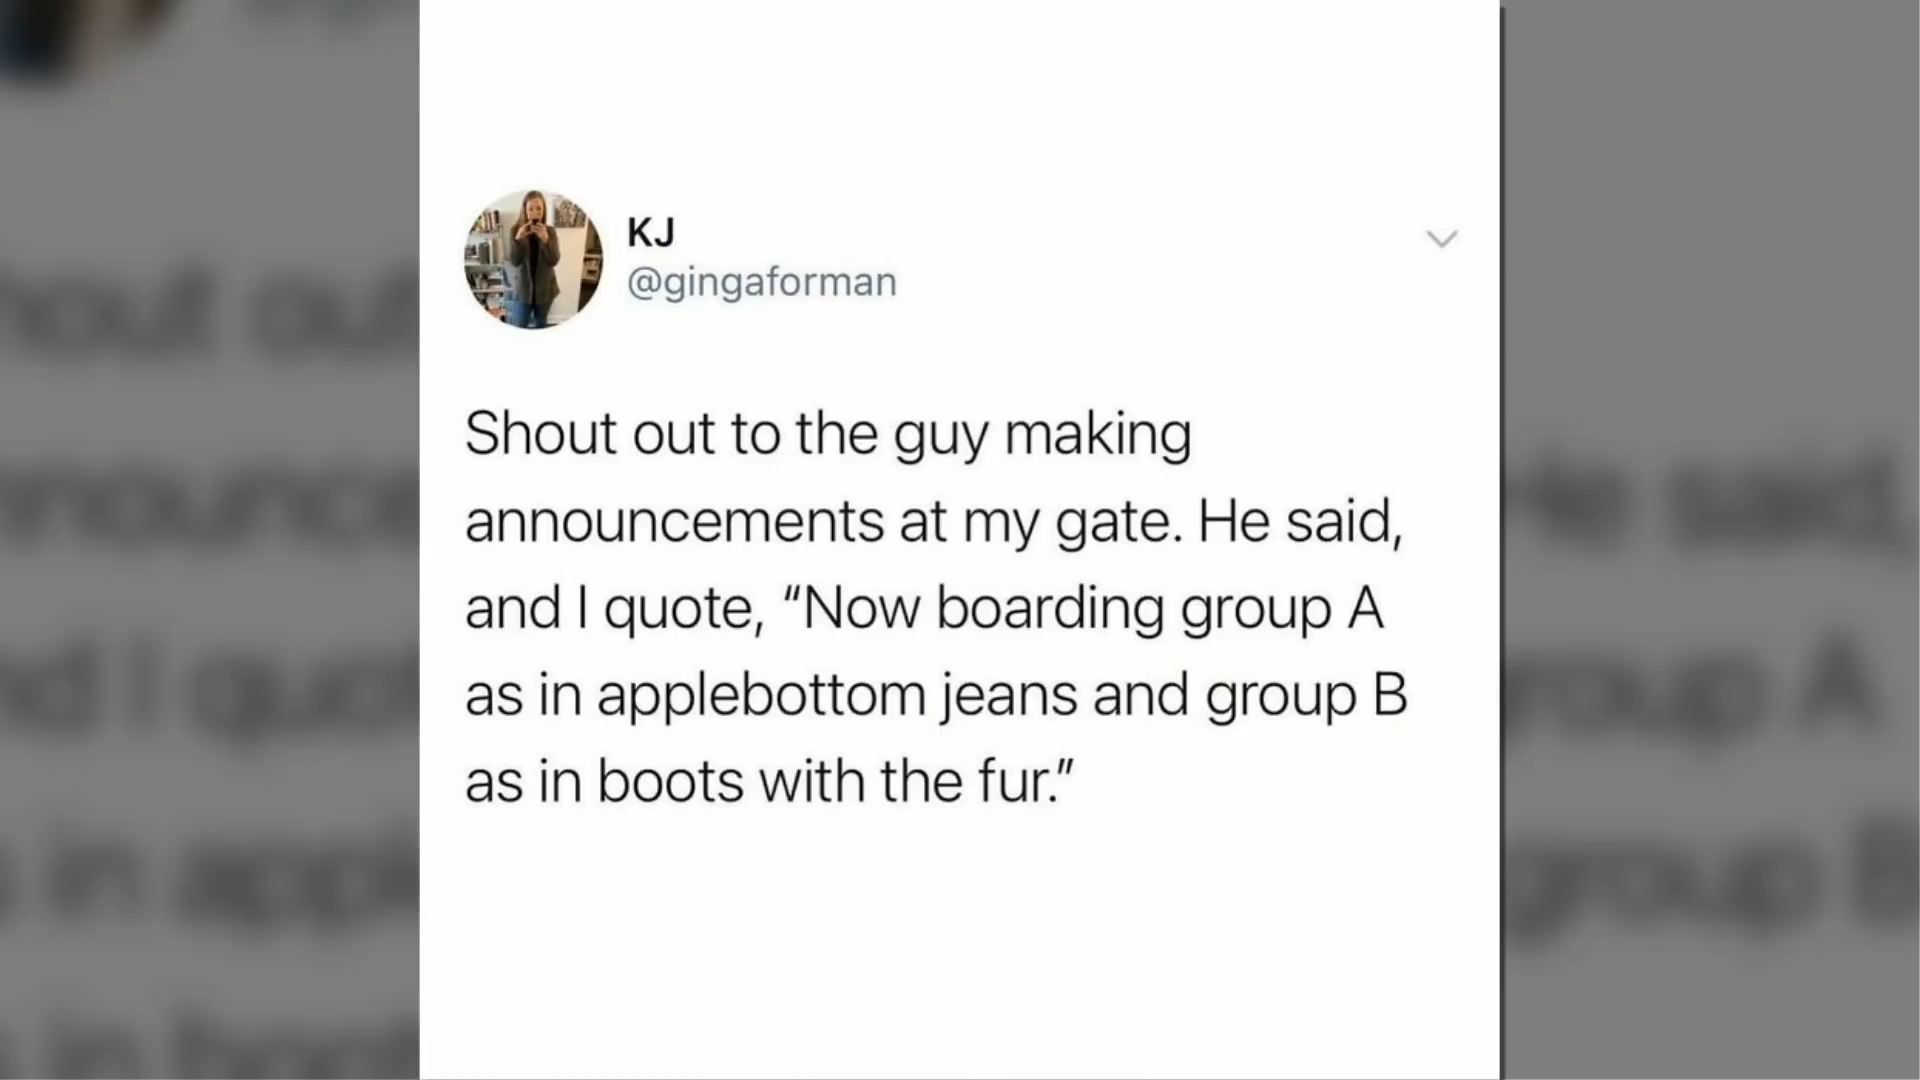 KJ
@gingaforman
Shout out to the guy making
announcements at my gate. He said,
and I quote, “Now boarding group A
as in applebottom jeans and group B
as in boots with the fur.”